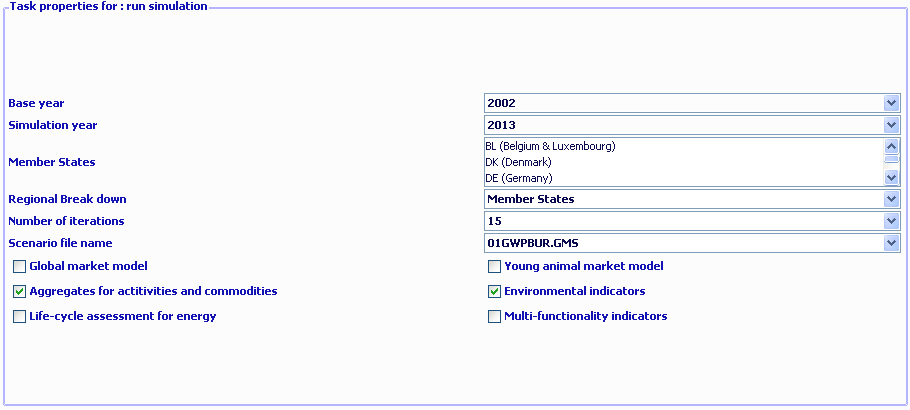 Task properties for : run simulation
Base year 2002
Simulation year 2013
Member States BL (Belgium & Luxembourg)
DK (Denmark)
DE (Germany)
Regional Break down Member States
Number of iterations 15
Scenario file name 01GWPBUR.GMS
Global market model Young animal market model
Aggregates for actitivities and commodities Environmental indicators
Life-cycle assessment for energy Multi-functionality indicators